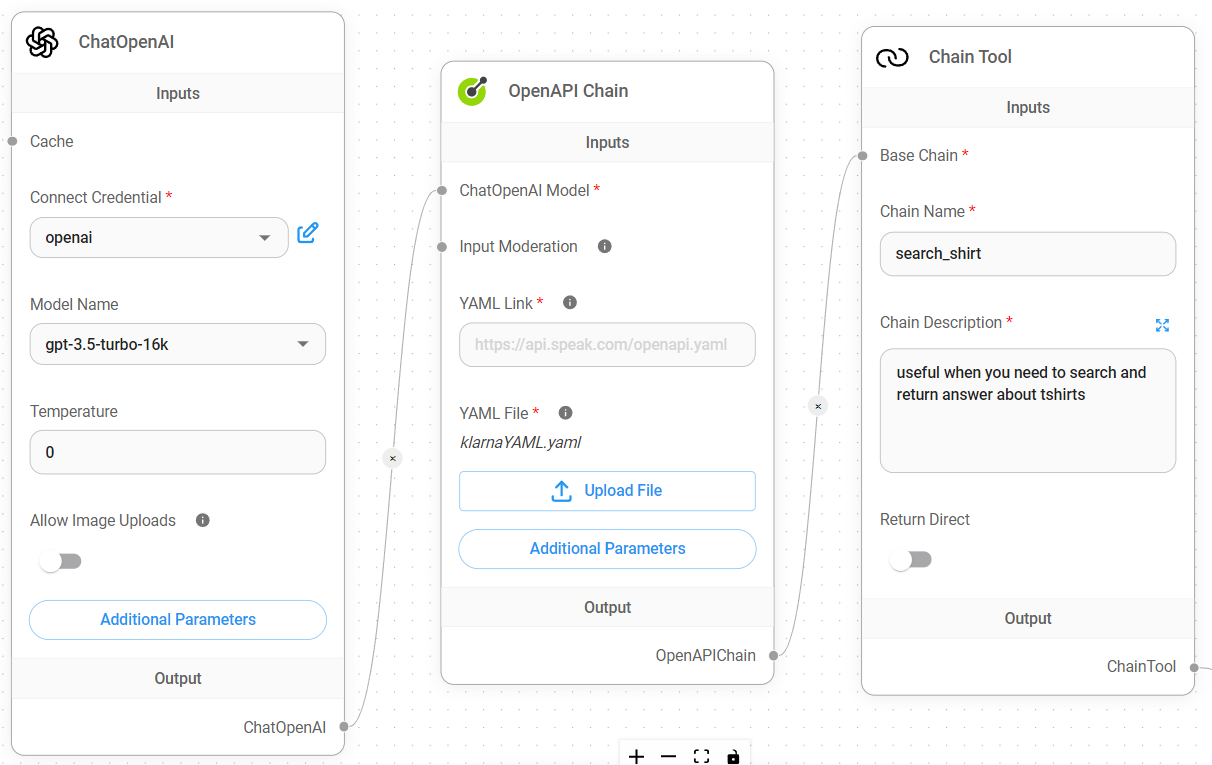 ChatOpenAI
Inputs
Cache
Connect Credential *
openai
Model Name
gpt-3.5-turbo-16k
Temperature
0
Allow Image Uploads
Additional Parameters
Output
ChatOpenAI
OpenAPI Chain
Inputs
ChatOpenAI Model *
Input Moderation
YAML Link *
https://api.speak.com/openapi.yaml
YAML File *
klarnaYAML.yaml
Upload File
Additional Parameters
Output
OpenAPIChain
Chain Tool
Inputs
Base Chain *
Chain Name *
search_shirt
Chain Description *
useful when you need to search and
return answer about tshirts
Return Direct
Output
ChainTool